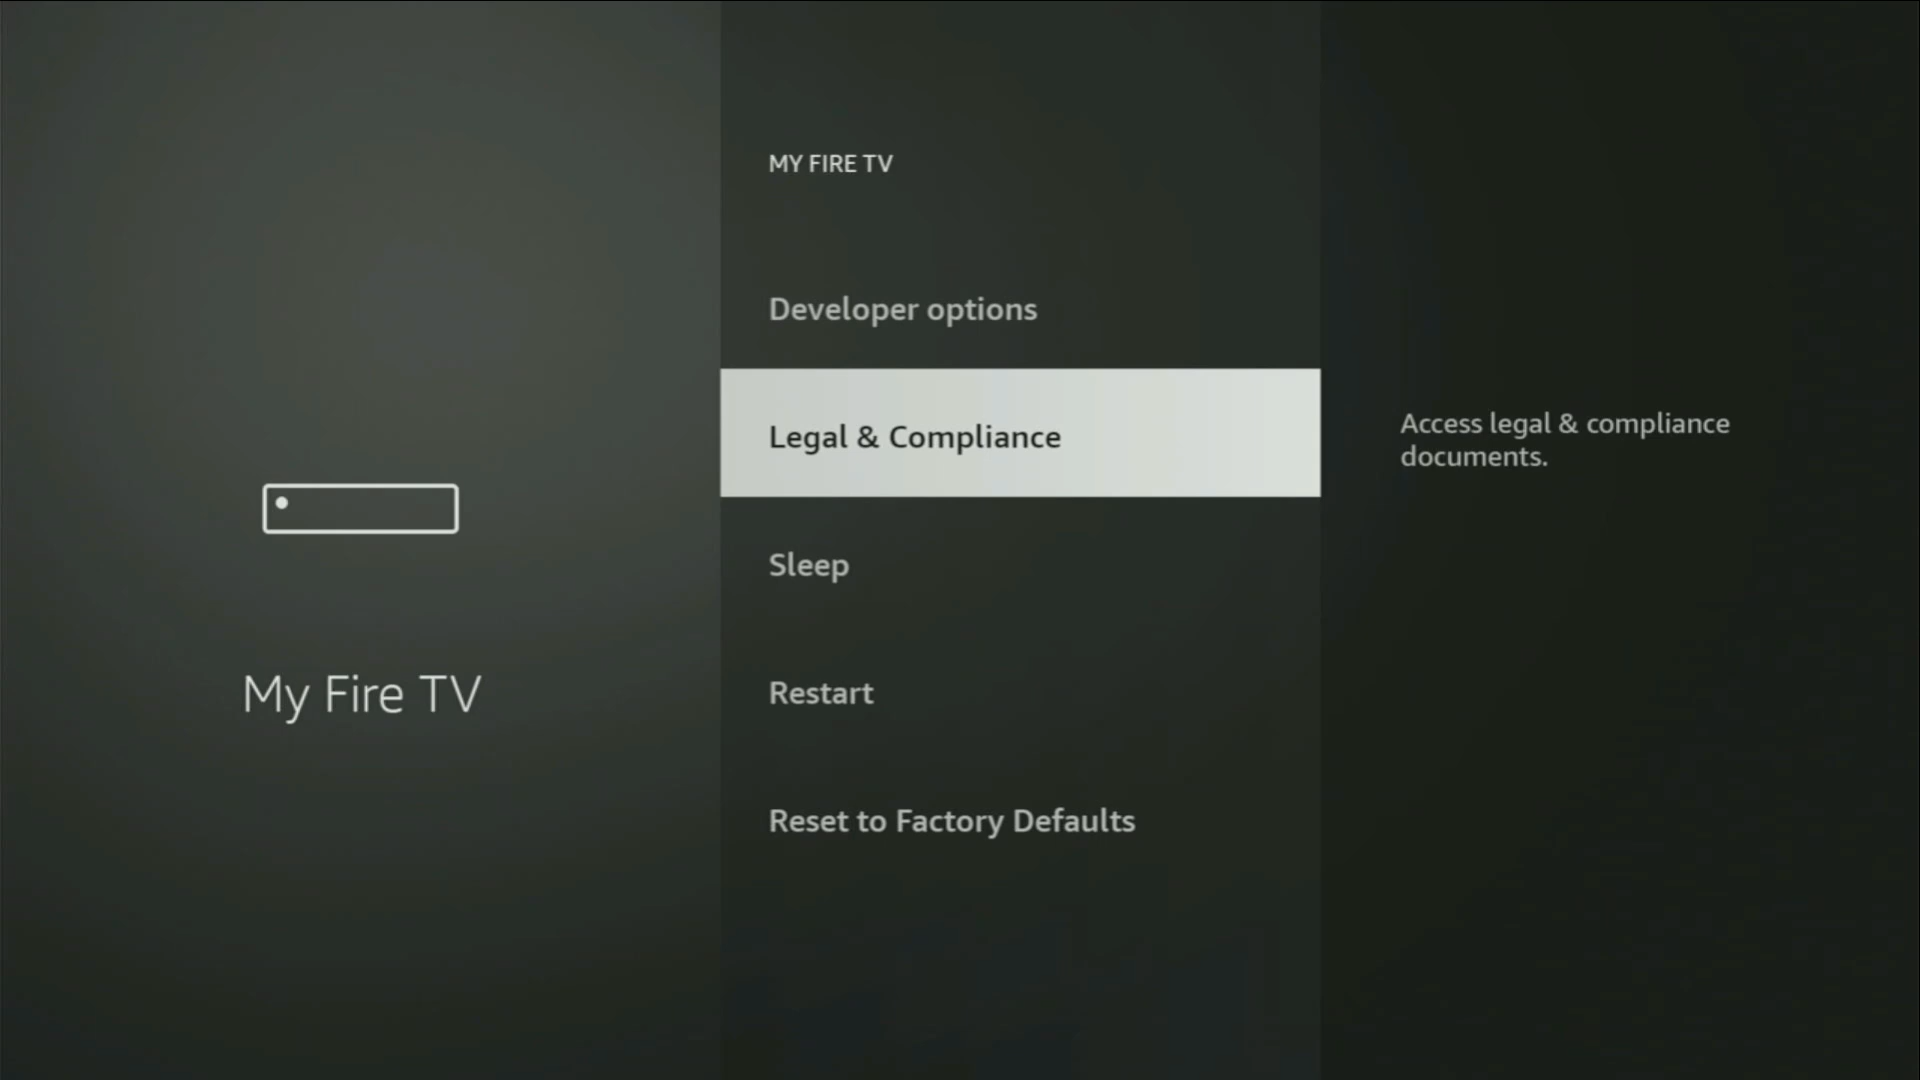 MY FIRE TV
Developer options
Legal & Compliance
Access legal & compliance
documents.
Sleep
Restart
My Fire TV
Reset to Factory Defaults